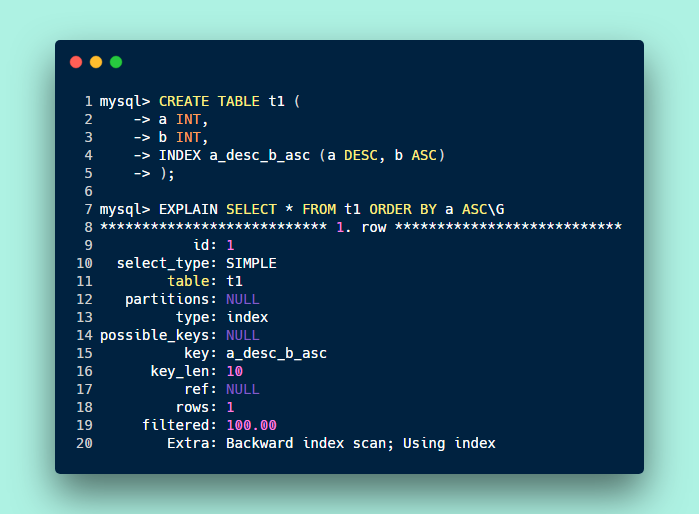 1 mysql> CREATE TABLE t1 (
2     -> a INT,
3     -> b INT,
4     -> INDEX a_desc_b_asc (a DESC, b ASC)
5     -> );
6
7 mysql> EXPLAIN SELECT * FROM t1 ORDER BY a ASC\G
8 *************************** 1. row ***************************
9            id: 1
10   select_type: SIMPLE
11         table: t1
12    partitions: NULL
13          type: index
14 possible_keys: NULL
15           key: a_desc_b_asc
16       key_len: 10
17           ref: NULL
18          rows: 1
19      filtered: 100.00
20         Extra: Backward index scan; Using index